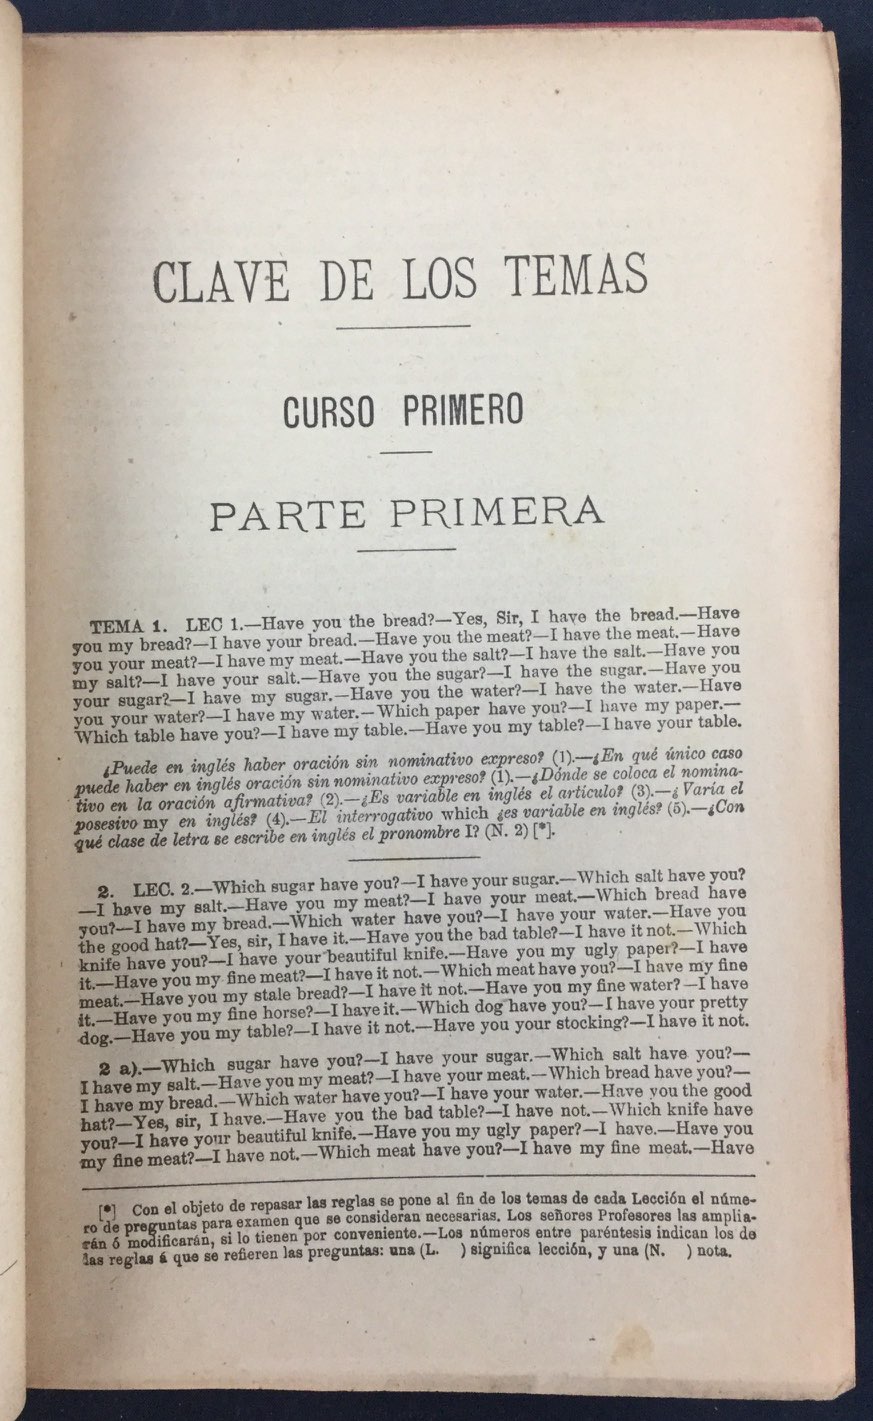 CLAVE DE LOS TEMAS
CURSO PRIMERO
PARTE PRIMERA
TEMA 1. LEC 1.—Have you the bread?—Yes, Sir, I have the bread.—Have
you my bread?—I have your bread.—Have you the meat?—I have the meat.—Have
you your meat?—I have my meat.—Have you the salt?—I have the salt.—Have you
my salt?—I have your salt.—Have you the sugar?—I have the sugar.—Have you
your sugar?—I have my sugar.—Have you the water?—I have the water.—Have
you your water?—I have my water.—Which paper have you?—I have my paper.—
Which table have you?—I have my table.—Have you my table?—I have your table.
¿Puede en inglés haber oración sin nominativo expreso? (1).—¿En qué único caso
puede haber en inglés oración sin nominativo expreso? (1).—¿Dónde se coloca el nomina-
tivo en la oración afirmativa? (2).—¿Es variable en inglés el artículo? (3).—¿Varía el
posesivo my en inglés? (4).—El interrogativo which ¿es variable en inglés? (5).—¿Con
qué clase de letra se escribe en inglés el pronombre I? (N. 2) [*].
2. LEC. 2.—Which sugar have you?—I have your sugar.—Which salt have you?
—I have my salt.—Have you my meat?—I have your meat.—Which bread have
you?—I have my bread.—Which water have you?—I have your water.—Have you
the good hat?—Yes, sir, I have it.—Have you the bad table?—I have it not.—Which
knife have you?—I have your beautiful knife.—Have you my ugly paper?—I have
it.—Have you my fine meat?—I have it not.—Which meat have you?—I have my fine
meat.—Have you my stale bread?—I have it not.—Have you my fine water?—I have
it.—Have you my fine horse?—I have it.—Which dog have you?—I have your pretty
dog.—Have you my table?—I have it not.—Have you your stocking?—I have it not.
2 a).—Which sugar have you?—I have your sugar.—Which salt have you?—
I have my salt.—Have you my meat?—I have your meat.—Which bread have you?—
I have my bread.—Which water have you?—I have your water.—Have you the good
hat?—Yes, sir, I have.—Have you the bad table?—I have not.—Which knife have
you?—I have your beautiful knife.—Have you my ugly paper?—I have.—Have you
my fine meat?—I have not.—Which meat have you?—I have my fine meat.—Have
[*] Con el objeto de repasar las reglas se pone al fin de los temas de cada Lección el núme-
ro de preguntas para examen que se consideran necesarias. Los señores Profesores las amplia-
rán ó modificarán, si lo tienen por conveniente.—Los números entre paréntesis indican los de
las reglas á que se refieren las preguntas: una (L. ) significa lección, y una (N. ) nota.